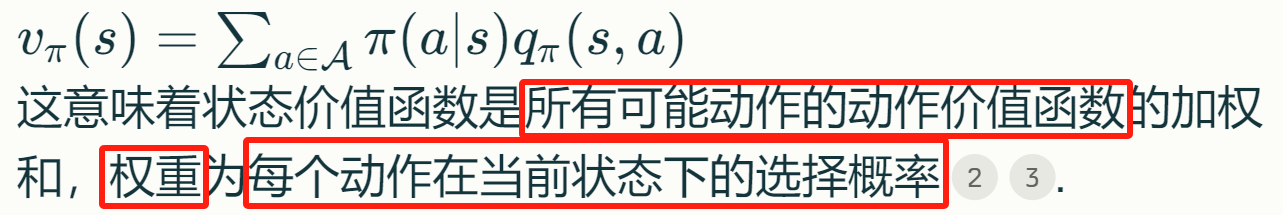 v_π(s) = ∑_{a∈𝒜} π(a|s)q_π(s, a)
这意味着状态价值函数是所有可能动作的动作价值函数的加权
和，权重为每个动作在当前状态下的选择概率 2 3 .